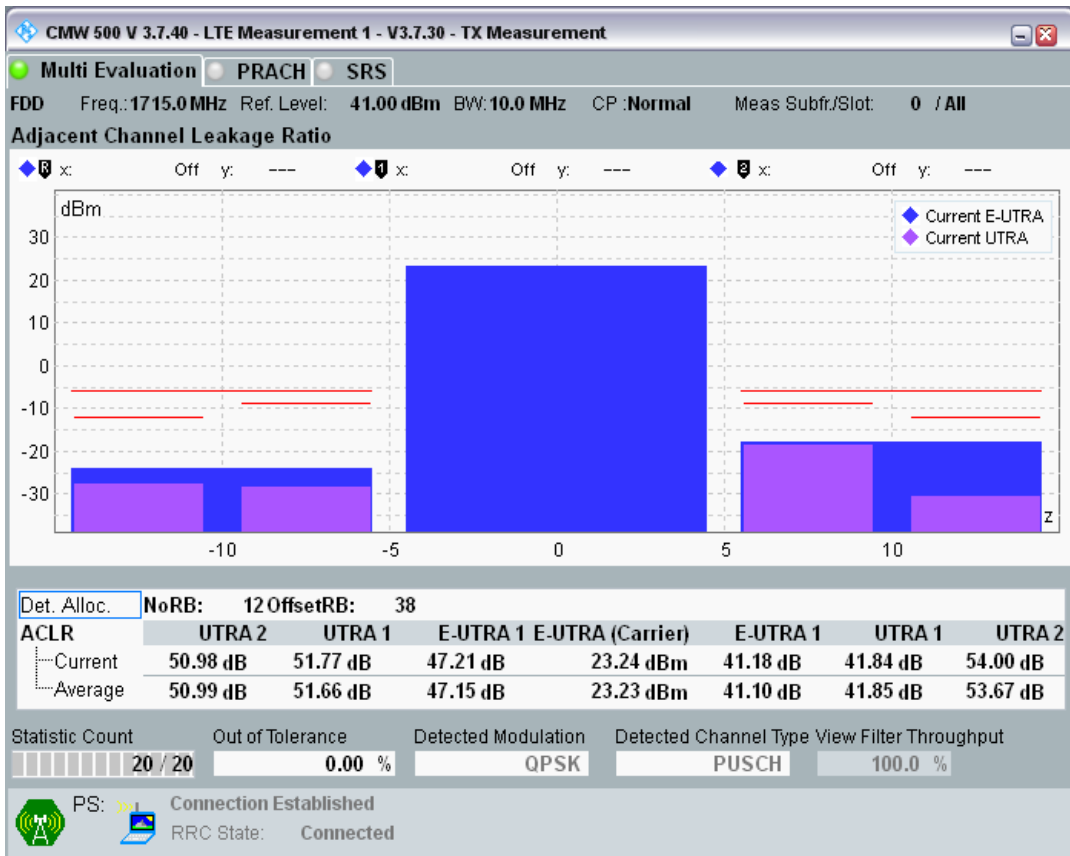 CMW 500 V 3.7.40 - LTE Measurement 1 - V3.7.30 - TX Measurement
Multi Evaluation PRACH SRS
FDD Freq.:1715.0 MHz Ref. Level: 41.00 dBm BW:10.0 MHz CP :Normal Meas Subfr./Slot: 0 / All
Adjacent Channel Leakage Ratio
R x: Off y: --- 1 x: Off y: --- 2 x: Off y: ---
dBm
Current E-UTRA
Current UTRA
30
20
10
0
-10
-20
-30
z
-10 -5 0 5 10
Det. Alloc. NoRB: 12 OffsetRB: 38
ACLR UTRA 2 UTRA 1 E-UTRA 1 E-UTRA (Carrier) E-UTRA 1 UTRA 1 UTRA 2
Current 50.98 dB 51.77 dB 47.21 dB 23.24 dBm 41.18 dB 41.84 dB 54.00 dB
Average 50.99 dB 51.66 dB 47.15 dB 23.23 dBm 41.10 dB 41.85 dB 53.67 dB
Statistic Count Out of Tolerance Detected Modulation Detected Channel Type View Filter Throughput
20 / 20 0.00 % QPSK PUSCH 100.0 %
PS: Connection Established
RRC State: Connected